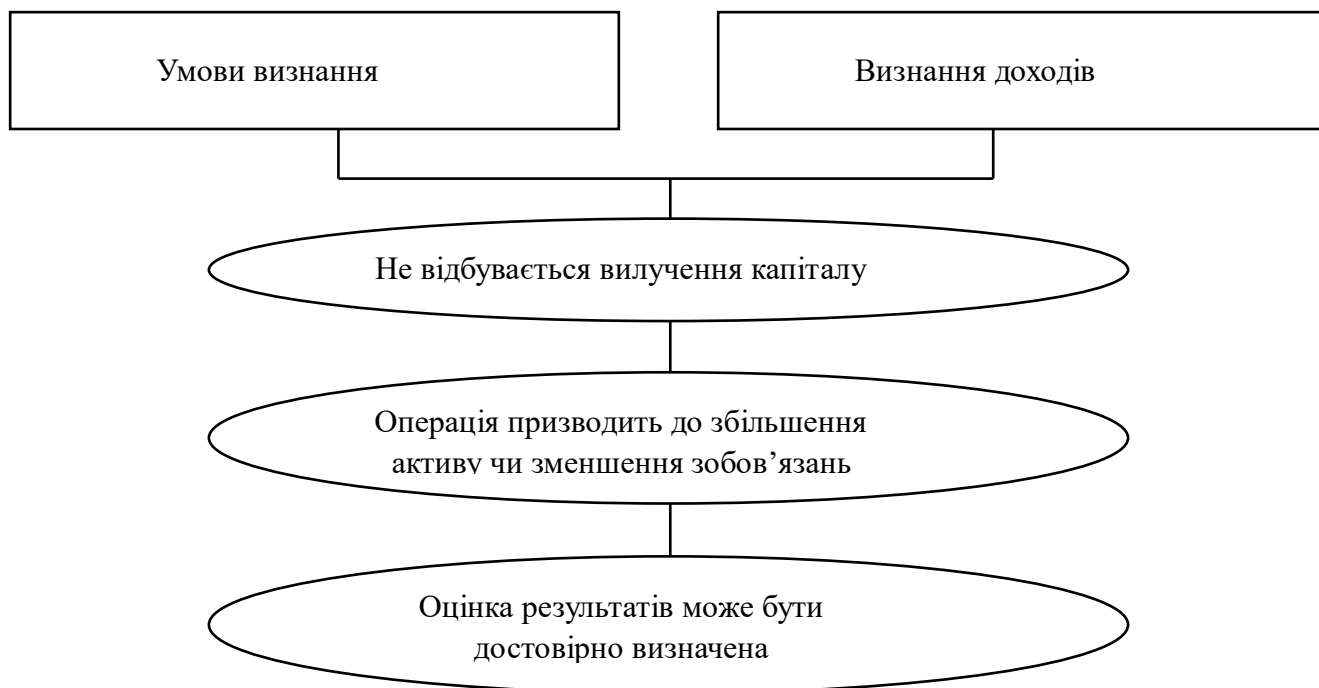 Умови визнання
Визнання доходів
Не відбувається вилучення капіталу
Операція призводить до збільшення
активу чи зменшення зобов’язань
Оцінка результатів може бути
достовірно визначена